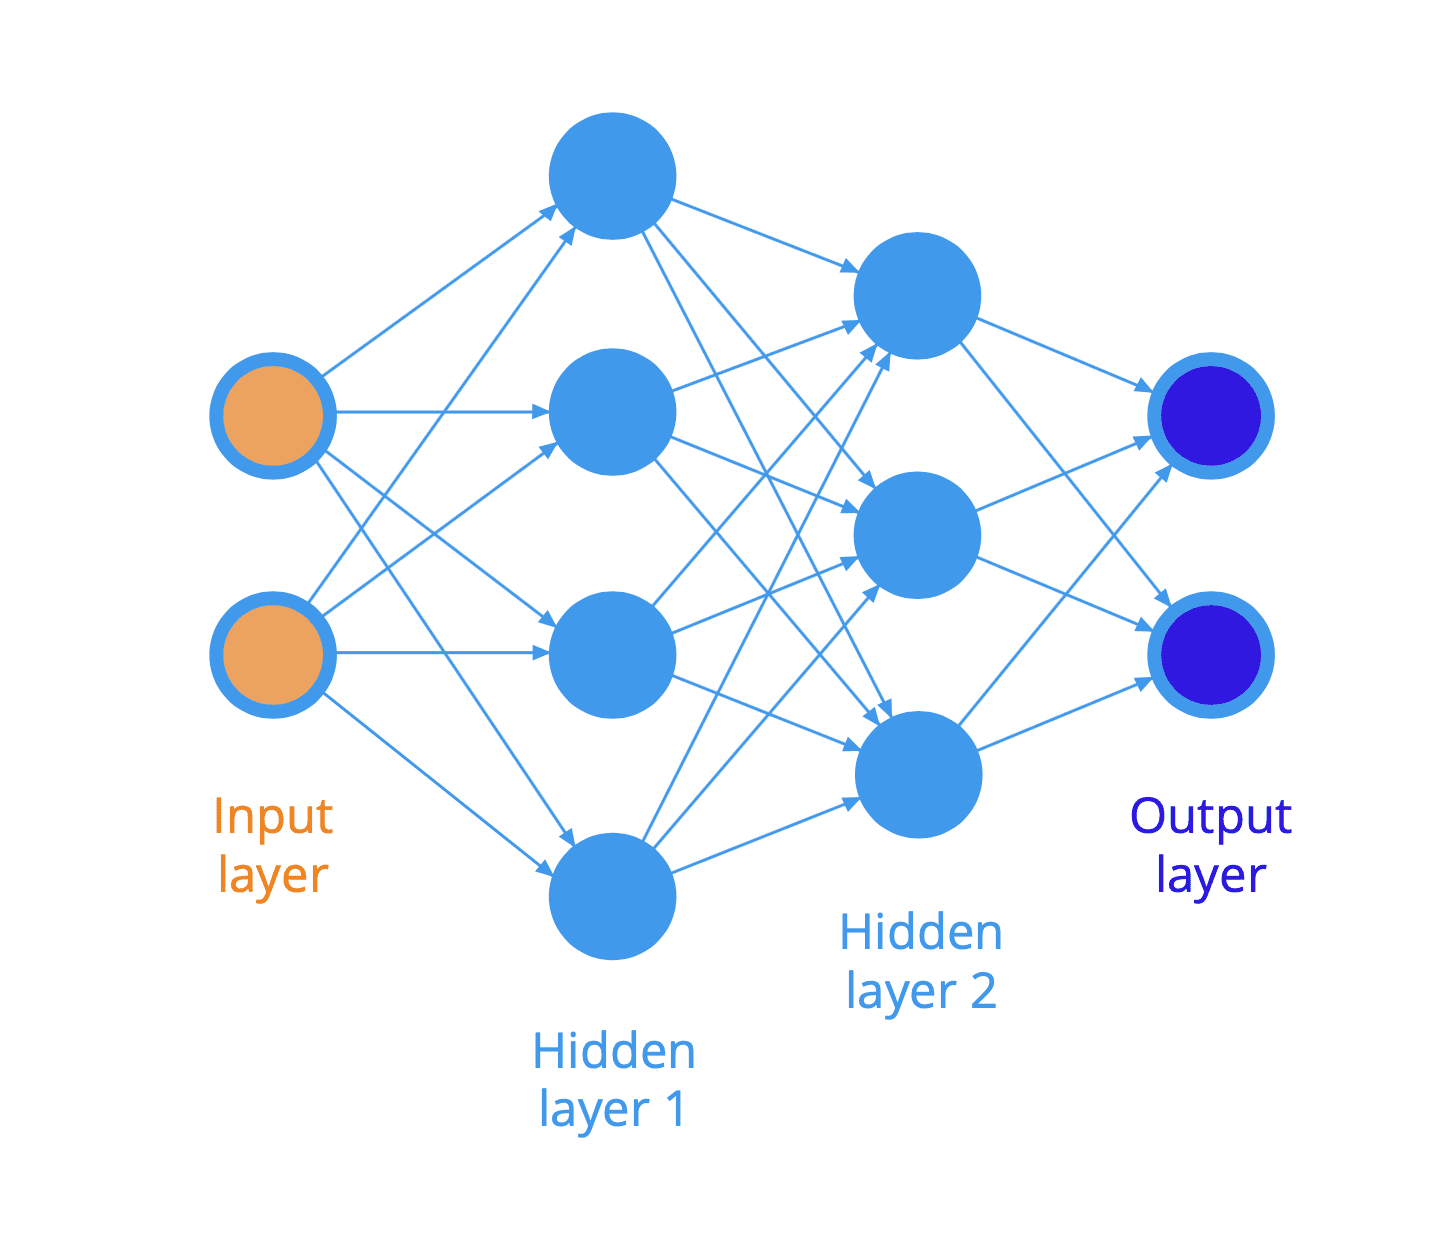 Input
layer
Hidden
layer 1
Hidden
layer 2
Output
layer